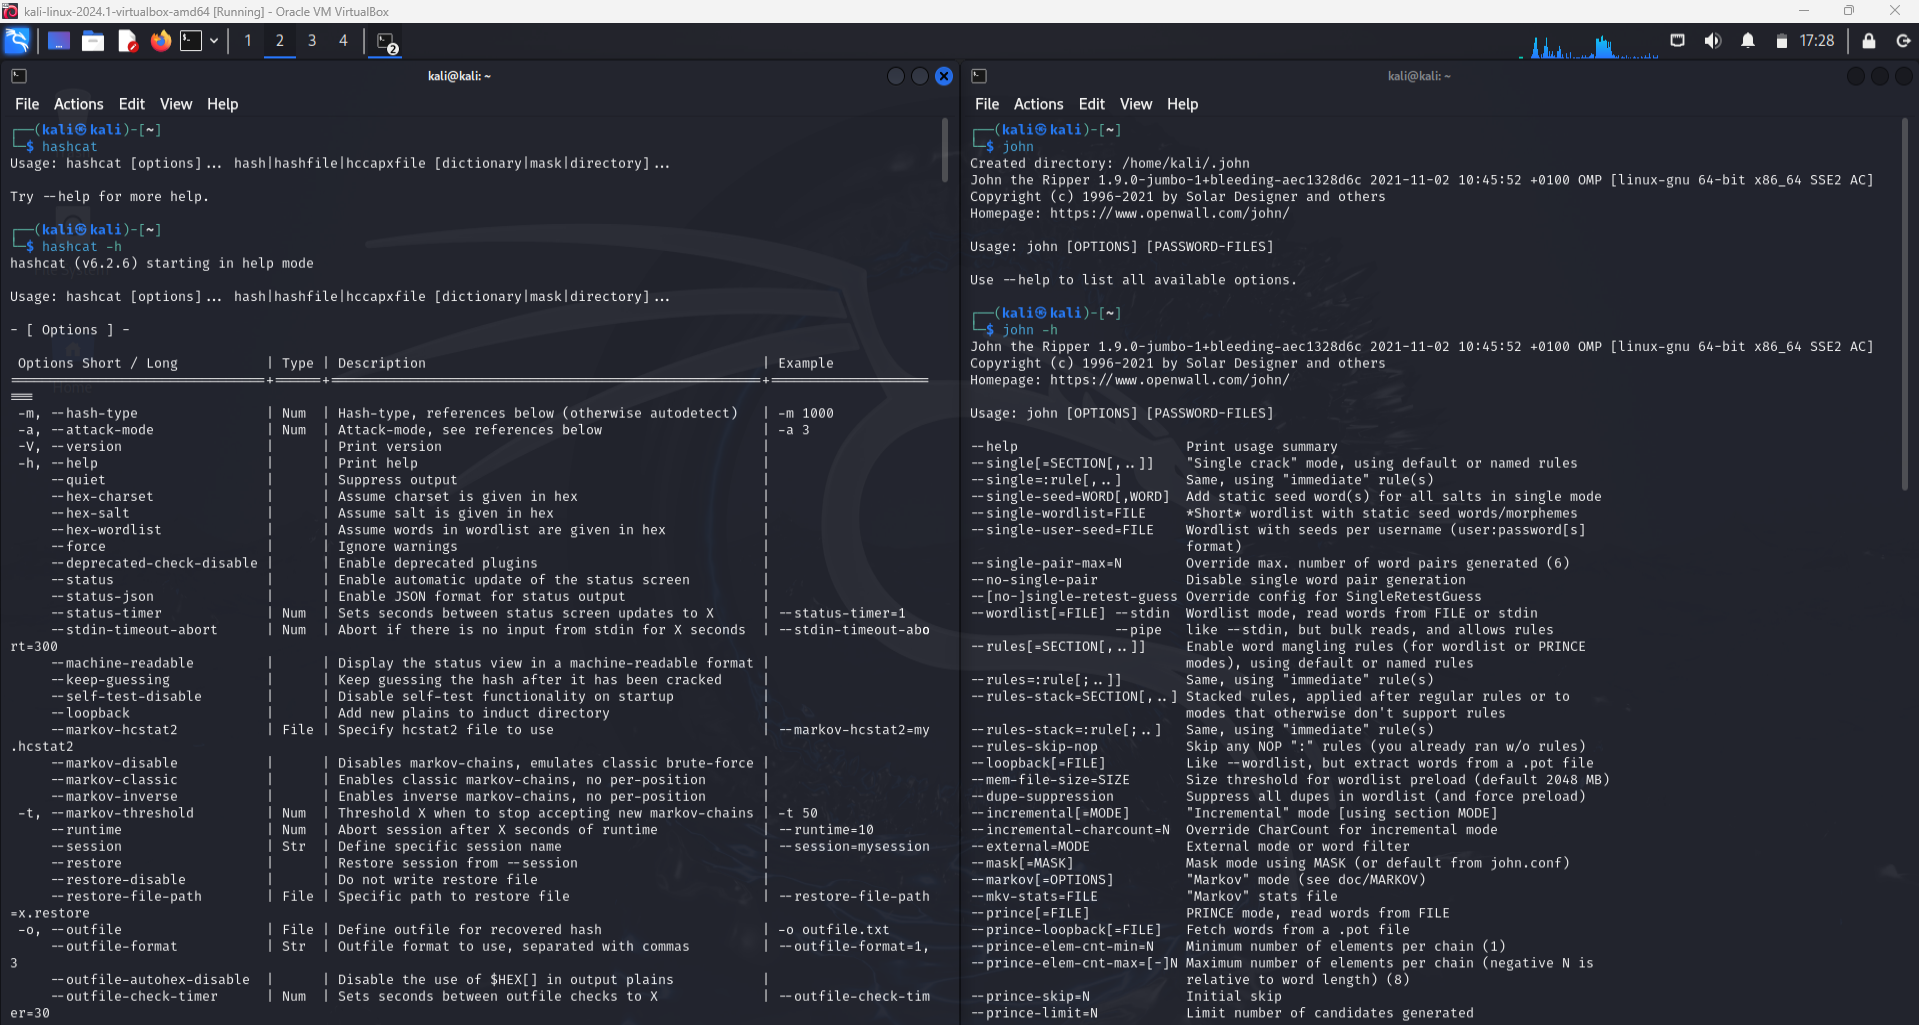 kali-linux-2024.1-virtualbox-amd64 [Running] - Oracle VM VirtualBox
1 2 3 4 2 17:28
kali@kali: ~
File Actions Edit View Help
┌──(kali㉿kali)-[~]
└─$ hashcat
Usage: hashcat [options]... hash|hashfile|hccapxfile [dictionary|mask|directory]...
Try --help for more help.
┌──(kali㉿kali)-[~]
└─$ hashcat -h
hashcat (v6.2.6) starting in help mode
Usage: hashcat [options]... hash|hashfile|hccapxfile [dictionary|mask|directory]...
- [ Options ] -
Options Short / Long | Type | Description | Example
-m, --hash-type | Num | Hash-type, references below (otherwise autodetect) | -m 1000
-a, --attack-mode | Num | Attack-mode, see references below | -a 3
-V, --version | | Print version |
-h, --help | | Print help |
--quiet | | Suppress output |
--hex-charset | | Assume charset is given in hex |
--hex-salt | | Assume salt is given in hex |
--hex-wordlist | | Assume words in wordlist are given in hex |
--force | | Ignore warnings |
--deprecated-check-disable | | Enable deprecated plugins |
--status | | Enable automatic update of the status screen |
--status-json | | Enable JSON format for status output |
--status-timer | Num | Sets seconds between status screen updates to X | --status-timer=1
--stdin-timeout-abort | Num | Abort if there is no input from stdin for X seconds | --stdin-timeout-abo
rt=300
--machine-readable | | Display the status view in a machine-readable format |
--keep-guessing | | Keep guessing the hash after it has been cracked |
--self-test-disable | | Disable self-test functionality on startup |
--loopback | | Add new plains to induct directory |
--markov-hcstat2 | File | Specify hcstat2 file to use | --markov-hcstat2=my
.hcstat2
--markov-disable | | Disables markov-chains, emulates classic brute-force |
--markov-classic | | Enables classic markov-chains, no per-position |
--markov-inverse | | Enables inverse markov-chains, no per-position |
-t, --markov-threshold | Num | Threshold X when to stop accepting new markov-chains | -t 50
--runtime | Num | Abort session after X seconds of runtime | --runtime=10
--session | Str | Define specific session name | --session=mysession
--restore | | Restore session from --session |
--restore-disable | | Do not write restore file |
--restore-file-path | File | Specific path to restore file | --restore-file-path
=x.restore
-o, --outfile | File | Define outfile for recovered hash | -o outfile.txt
--outfile-format | Str | Outfile format to use, separated with commas | --outfile-format=1,
3
--outfile-autohex-disable | | Disable the use of $HEX[] in output plains |
--outfile-check-timer | Num | Sets seconds between outfile checks to X | --outfile-check-tim
er=30
kali@kali: ~
File Actions Edit View Help
┌──(kali㉿kali)-[~]
└─$ john
Created directory: /home/kali/.john
John the Ripper 1.9.0-jumbo-1+bleeding-aec1328d6c 2021-11-02 10:45:52 +0100 OMP [linux-gnu 64-bit x86_64 SSE2 AC]
Copyright (c) 1996-2021 by Solar Designer and others
Homepage: https://www.openwall.com/john/
Usage: john [OPTIONS] [PASSWORD-FILES]
Use --help to list all available options.
┌──(kali㉿kali)-[~]
└─$ john -h
John the Ripper 1.9.0-jumbo-1+bleeding-aec1328d6c 2021-11-02 10:45:52 +0100 OMP [linux-gnu 64-bit x86_64 SSE2 AC]
Copyright (c) 1996-2021 by Solar Designer and others
Homepage: https://www.openwall.com/john/
Usage: john [OPTIONS] [PASSWORD-FILES]
--help Print usage summary
--single[=SECTION[,..]] "Single crack" mode, using default or named rules
--single=:rule[,..] Same, using "immediate" rule(s)
--single-seed=WORD[,WORD] Add static seed word(s) for all salts in single mode
--single-wordlist=FILE *Short* wordlist with static seed words/morphemes
--single-user-seed=FILE Wordlist with seeds per username (user:password[s]
format)
--single-pair-max=N Override max. number of word pairs generated (6)
--no-single-pair Disable single word pair generation
--[no-]single-retest-guess Override config for SingleRetestGuess
--wordlist[=FILE] --stdin Wordlist mode, read words from FILE or stdin
--pipe like --stdin, but bulk reads, and allows rules
--rules[=SECTION[,..]] Enable word mangling rules (for wordlist or PRINCE
modes), using default or named rules
--rules=:rule[;..]] Same, using "immediate" rule(s)
--rules-stack=SECTION[,..] Stacked rules, applied after regular rules or to
modes that otherwise don't support rules
--rules-stack=:rule[;..] Same, using "immediate" rule(s)
--rules-skip-nop Skip any NOP ":" rules (you already ran w/o rules)
--loopback[=FILE] Like --wordlist, but extract words from a .pot file
--mem-file-size=SIZE Size threshold for wordlist preload (default 2048 MB)
--dupe-suppression Suppress all dupes in wordlist (and force preload)
--incremental[=MODE] "Incremental" mode [using section MODE]
--incremental-charcount=N Override CharCount for incremental mode
--external=MODE External mode or word filter
--mask[=MASK] Mask mode using MASK (or default from john.conf)
--markov[=OPTIONS] "Markov" mode (see doc/MARKOV)
--mkv-stats=FILE "Markov" stats file
--prince[=FILE] PRINCE mode, read words from FILE
--prince-loopback[=FILE] Fetch words from a .pot file
--prince-elem-cnt-min=N Minimum number of elements per chain (1)
--prince-elem-cnt-max=[-]N Maximum number of elements per chain (negative N is
relative to word length) (8)
--prince-skip=N Initial skip
--prince-limit=N Limit number of candidates generated